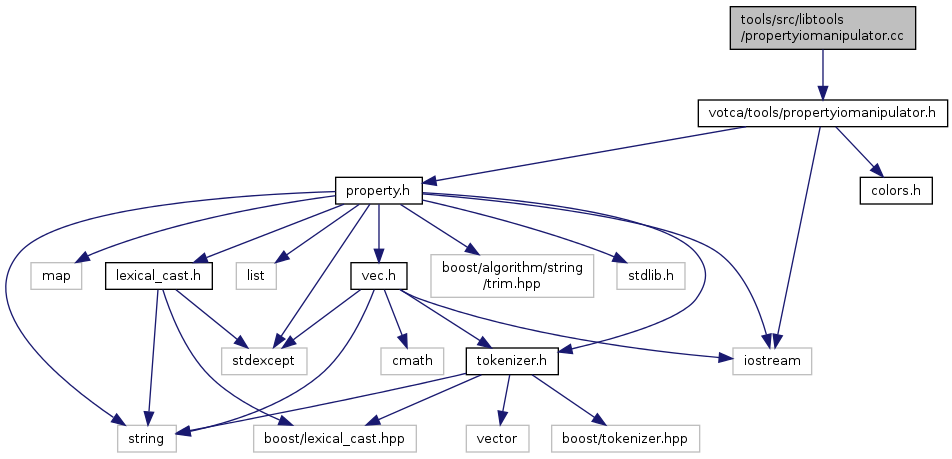 tools/src/libtools
/propertyiomanipulator.cc
votca/tools/propertyiomanipulator.h
property.h
colors.h
map
lexical_cast.h
list
vec.h
boost/algorithm/string
/trim.hpp
stdlib.h
stdexcept
cmath
tokenizer.h
iostream
string
boost/lexical_cast.hpp
vector
boost/tokenizer.hpp